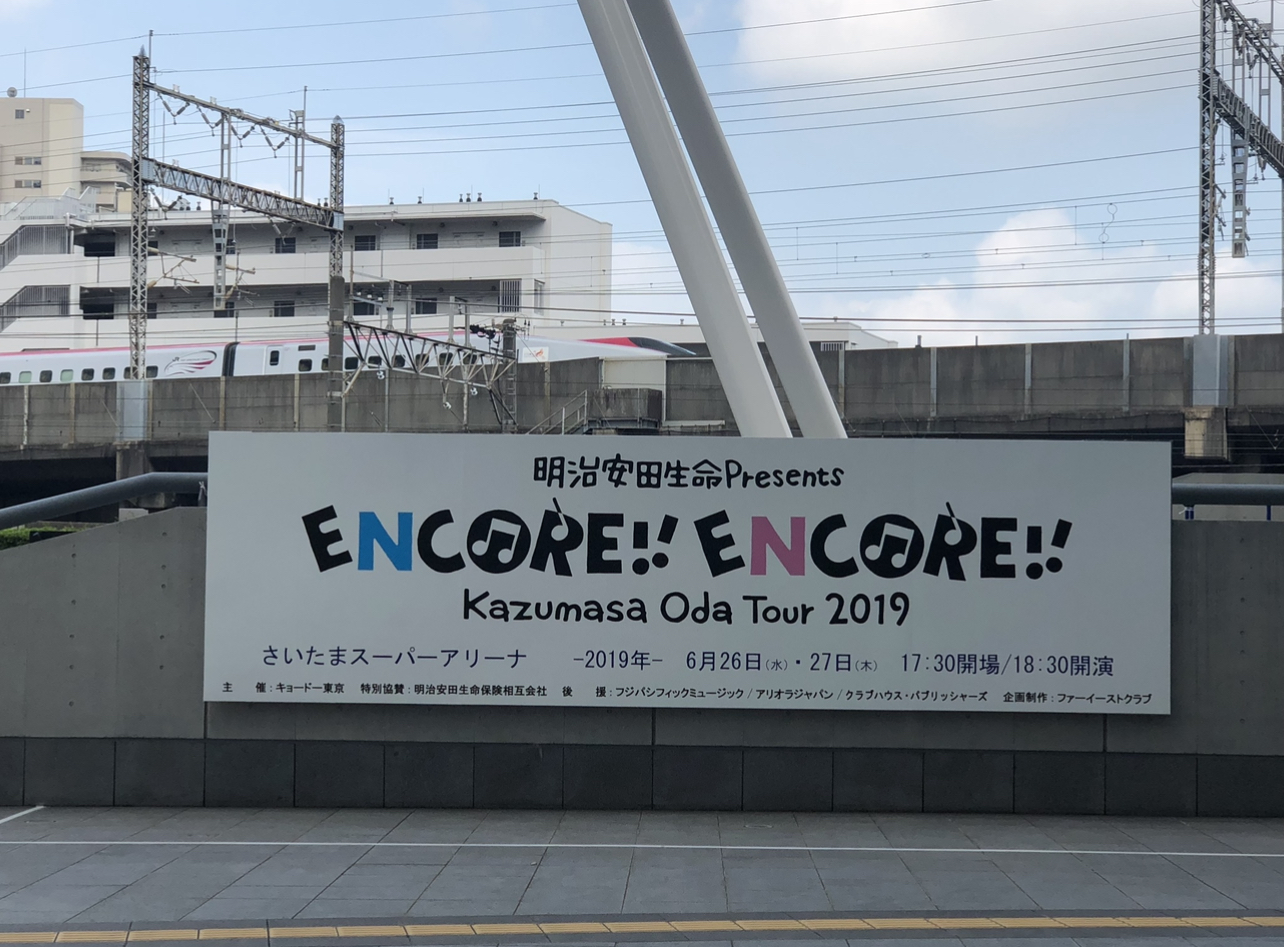 明治安田生命Presents
ENCORE!! ENCORE!!
Kazumasa Oda Tour 2019
さいたまスーパーアリーナ -2019年- 6月26日(水)・27日(木) 17:30開場/18:30開演
主 催:キョードー東京 特別協賛:明治安田生命保険相互会社 後 援:フジパシフィックミュージック / アリオラジャパン / クラブハウス・パブリッシャーズ 企画制作:ファーイーストクラブ